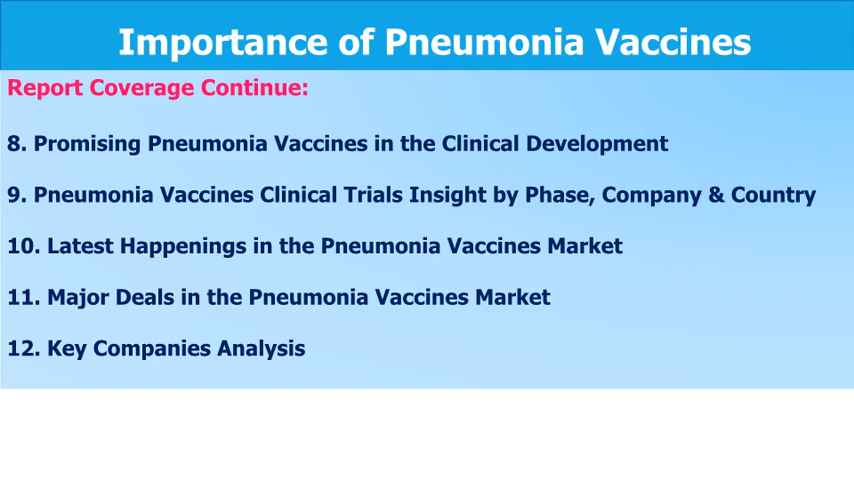 Importance of Pneumonia Vaccines
Report Coverage Continue:
8. Promising Pneumonia Vaccines in the Clinical Development
9. Pneumonia Vaccines Clinical Trials Insight by Phase, Company & Country
10. Latest Happenings in the Pneumonia Vaccines Market
11. Major Deals in the Pneumonia Vaccines Market
12. Key Companies Analysis